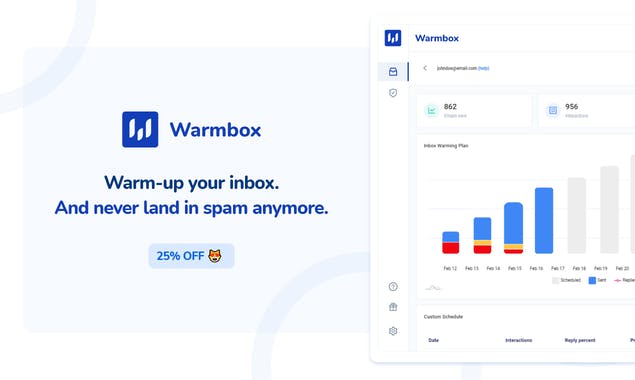 Warmbox
Warm-up your inbox.
And never land in spam anymore.
25% OFF
Warmbox
johndoe@email.com (help)
862
Emails sent
956
Interactions
Inbox Warming Plan
Feb 12 Feb 13 Feb 14 Feb 15 Feb 16 Feb 17 Feb 18 Feb 19 Feb 20
Scheduled Sent Replie
Custom Schedule
Date Interactions Reply percent